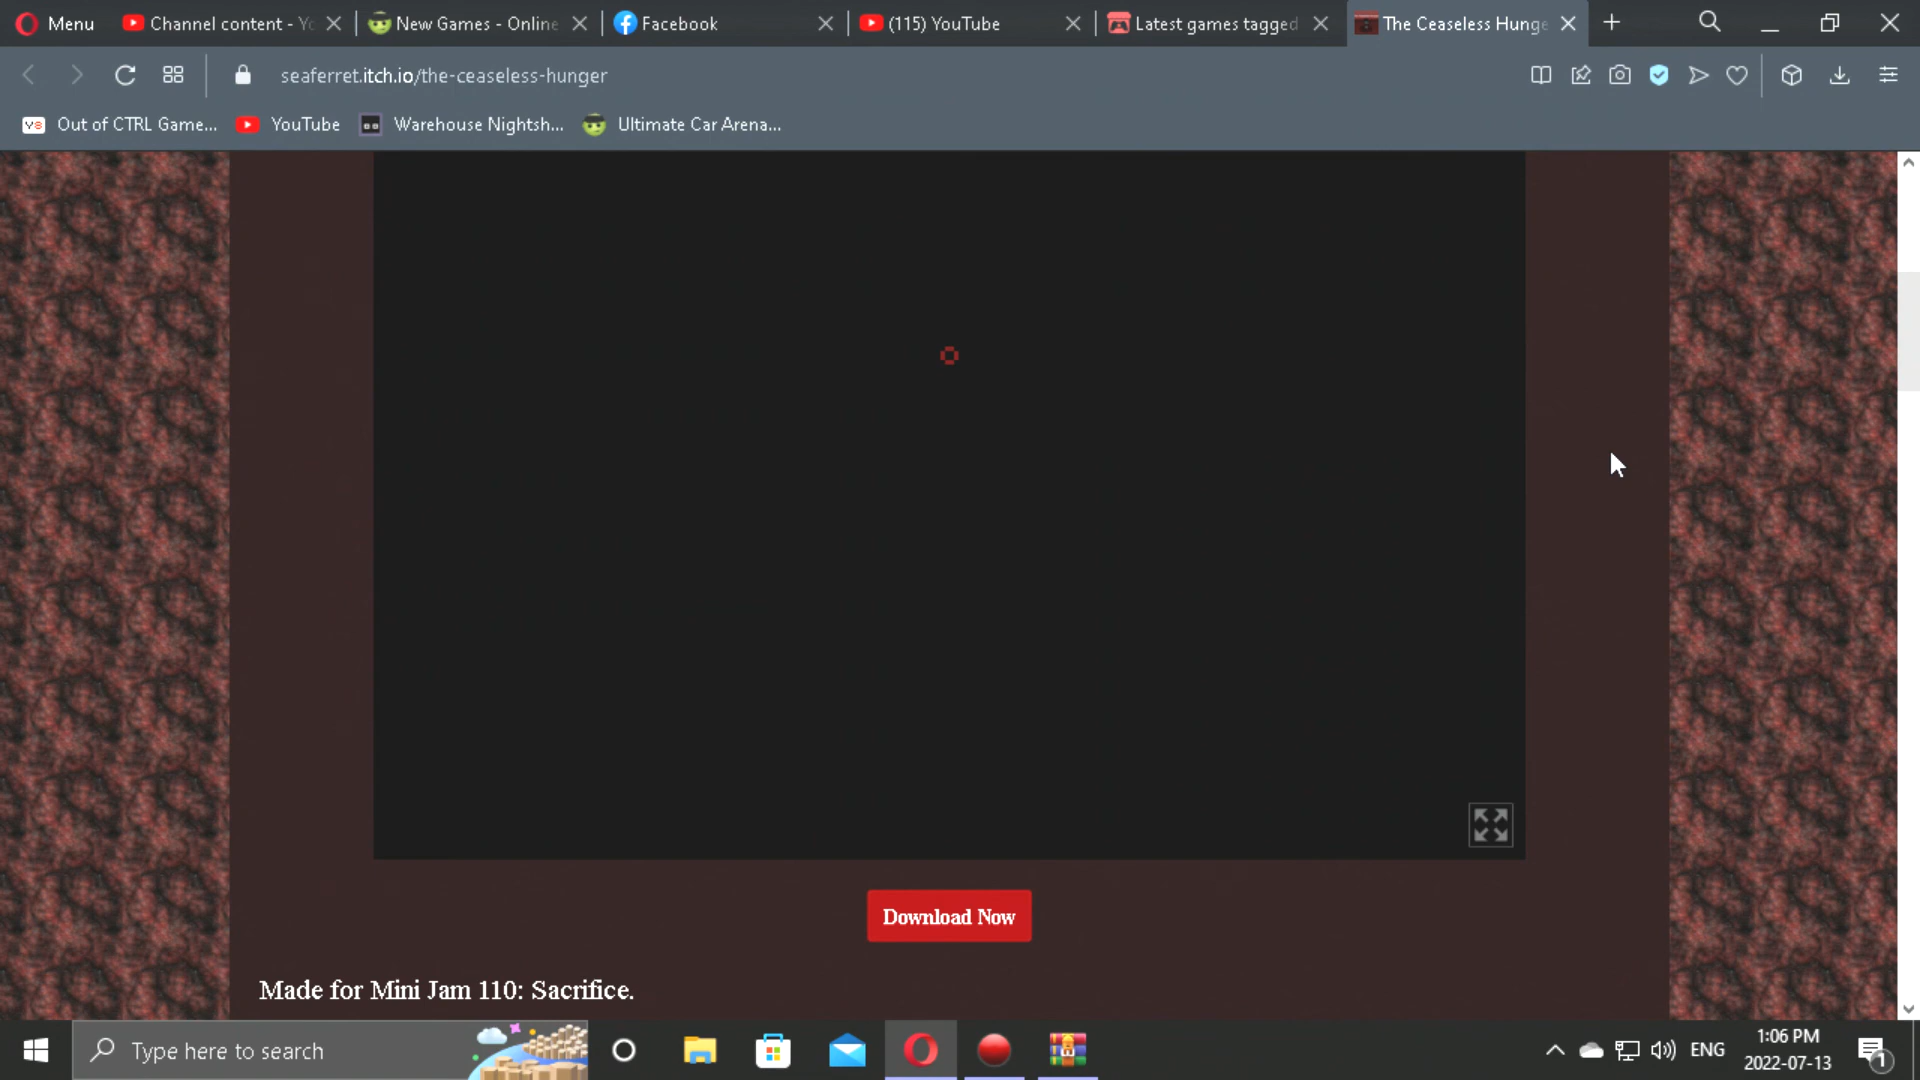 Menu
Channel content - Yo
New Games - Online
Facebook
(115) YouTube
Latest games tagged
The Ceaseless Hunge
seaferret.itch.io/the-ceaseless-hunger
Out of CTRL Game...
YouTube
Warehouse Nightsh...
Ultimate Car Arena...
Download Now
Made for Mini Jam 110: Sacrifice.
Type here to search
ENG
1:06 PM
2022-07-13
1